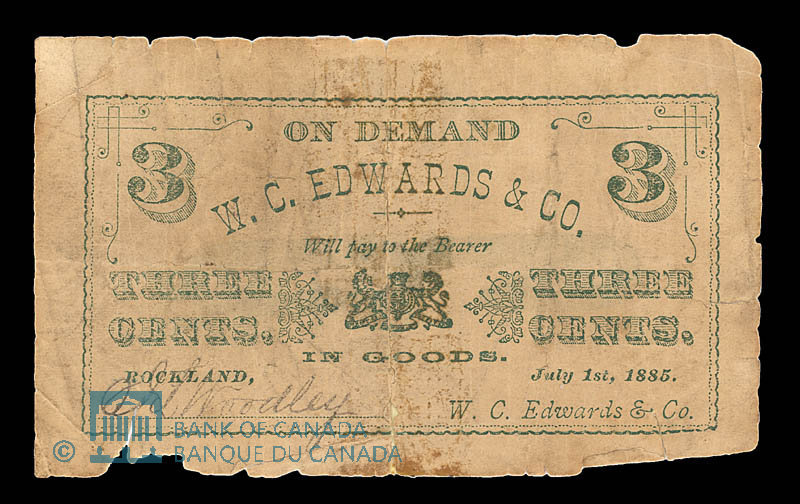 3 ON DEMAND 3
W. C. EDWARDS & CO.
Will pay to the Bearer
THREE CENTS. THREE CENTS.
IN GOODS.
ROCKLAND, July 1st, 1885.
Woodley W. C. Edwards & Co.
© BANK OF CANADA
BANQUE DU CANADA